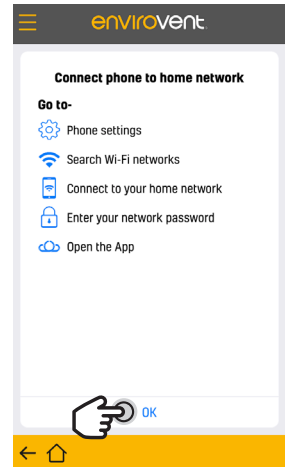 envirovent
Connect phone to home network
Go to-
Phone settings
Search Wi-Fi networks
Connect to your home network
Enter your network password
Open the App
OK